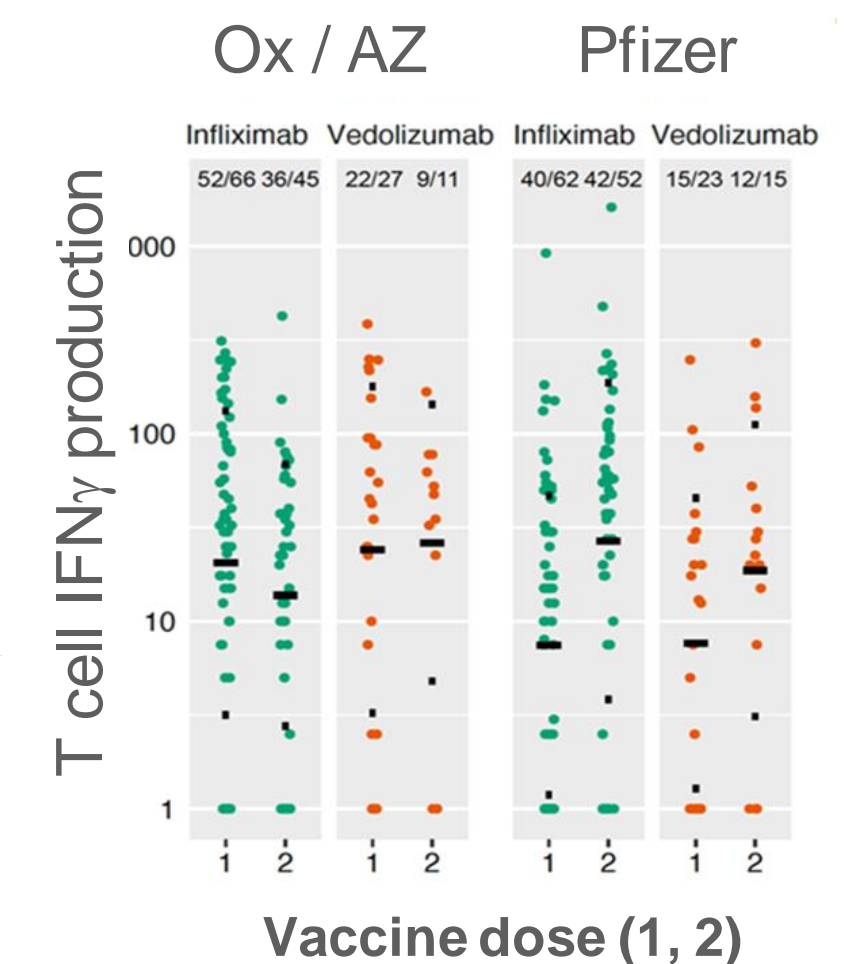 Ox / AZ Pfizer
Infliximab Vedolizumab Infliximab Vedolizumab
52/66 36/45 22/27 9/11 40/62 42/52 15/23 12/15
T cell IFNγ production
000
100
10
1
1 2 1 2 1 2 1 2
Vaccine dose (1, 2)